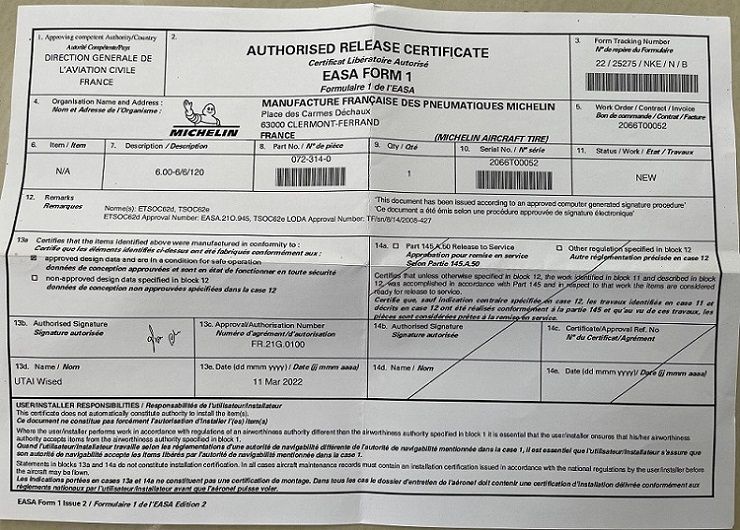 1. Approving competent Authority/Country
Autorité Compétente/Pays
DIRECTION GENERALE DE
L'AVIATION CIVILE
FRANCE
2.
AUTHORISED RELEASE CERTIFICATE
Certificat Libératoire Autorisé
EASA FORM 1
Formulaire 1 de l'EASA
3. Form Tracking Number
N° de repère du Formulaire
22 / 25275 / NKE / N / B
4. Organisation Name and Address :
Nom et Adresse de l'Organisme :
MICHELIN
MANUFACTURE FRANÇAISE DES PNEUMATIQUES MICHELIN
Place des Carmes Déchaux
63000 CLERMONT-FERRAND
FRANCE
(MICHELIN AIRCRAFT TIRE)
5. Work Order / Contract / Invoice
Bon de commande / Contrat / Facture
2066T00052
6. Item / Item
N/A
7. Description / Description
6.00-6/6/120
8. Part No. / N° de pièce
072-314-0
9. Qty / Qté
1
10. Serial No. / N° série
2066T00052
11. Status / Work / Etat / Travaux
NEW
12. Remarks
Remarques
Norme(s): ETSOC62d, TSOC62e
ETSOC62d Approval Number: EASA.21O.945, TSOC62e LODA Approval Number: TF/sn/8/14/2008-427
"This document has been issued according to an approved computer generated signature procedure"
"Ce document a été émis selon une procédure approuvée de signature électronique"
13a Certifies that the items identified above were manufactured in conformity to :
Certifie que les éléments identifiés ci-dessus ont été fabriqués conformément aux :
approved design data and are in a condition for safe operation
données de conception approuvées et sont en état de fonctionner en toute sécurité
non-approved design data specified in block 12
données de conception non approuvées spécifiées dans la case 12
14a. Part 145.A.50 Release to Service
Approbation pour remise en service
Selon Partie 145.A.50
Other regulation specified in block 12
Autre réglementation précisée en case 12
Certifies that unless otherwise specified in block 12, the work identified in block 11 and described in block
12, was accomplished in accordance with Part 145 and in respect to that work the items are considered
ready for release to service.
Certifie que, sauf indication contraire spécifiée en case 12, les travaux identifiés en case 11 et
décrits en case 12 ont été réalisés conformément à la partie 145 et qu'au vu de ces travaux, les
pièces sont considérées prêtes à la remise en service.
13b. Authorised Signature
Signature autorisée
13c. Approval/Authorisation Number
Numéro d'agrément/d'autorisation
FR.21G.0100
14b. Authorised Signature
Signature autorisée
14c. Certificate/Approval Ref. No
N° du Certificat/Agrément
13d. Name / Nom
UTAI Wised
13e. Date (dd mmm yyyy) / Date (jj mmm aaaa)
11 Mar 2022
14d. Name / Nom
14e. Date (dd mmm yyyy)/ Date (jj mmm aaaa)
USER/INSTALLER RESPONSIBILITIES / Responsabilités de l'utilisateur/installateur
This certificate does not automatically constitute authority to install the item(s).
Ce document ne constitue pas forcément l'autorisation d'installer l'(es) item(s)
Where the user/installer performs work in accordance with regulations of an airworthiness authority different than the airworthiness authority specified in block 1 it is essential that the user/installer ensures that his/her airworthiness
authority accepts items from the airworthiness authority specified in block 1.
Quand l'utilisateur/installateur travaille selon les réglementations d'une autorité de navigabilité différente de l'autorité de navigabilité mentionnée dans la case 1, il est essentiel que l'utilisateur/installateur s'assure que
son autorité de navigabilité accepte les items libérés par l'autorité de navigabilité mentionnée dans la case 1.
Statements in blocks 13a and 14a do not constitute installation certification. In all cases aircraft maintenance records must contain an installation certification issued in accordance with the national regulations by the user/installer before
the aircraft may be flown.
Les indications portées en cases 13a et 14a ne constituent pas une certification de montage. Dans tous les cas le dossier d'entretien de l'aéronef doit contenir une certification d'installation délivrée conformément aux
règlements nationaux par l'utilisateur/installateur avant que l'aéronef puisse voler.
EASA Form 1 Issue 2 / Formulaire 1 de l'EASA Edition 2